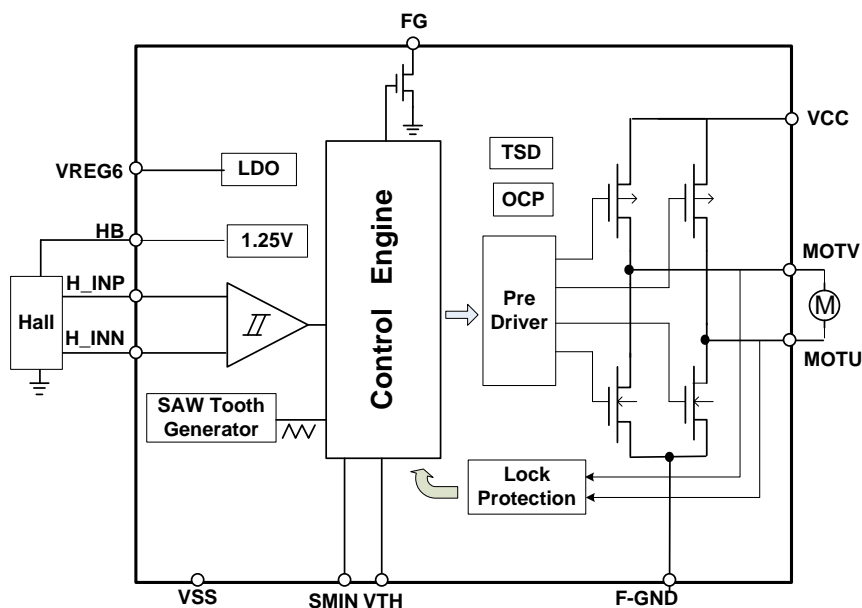 FG
VCC
TSD
VREG6
LDO
OCP
HB
1.25V
MOTV
H_INP
Hall
H_INN
Control Engine
Pre
Driver
M
MOTU
SAW Tooth
Generator
Lock
Protection
VSS
SMIN VTH
F-GND